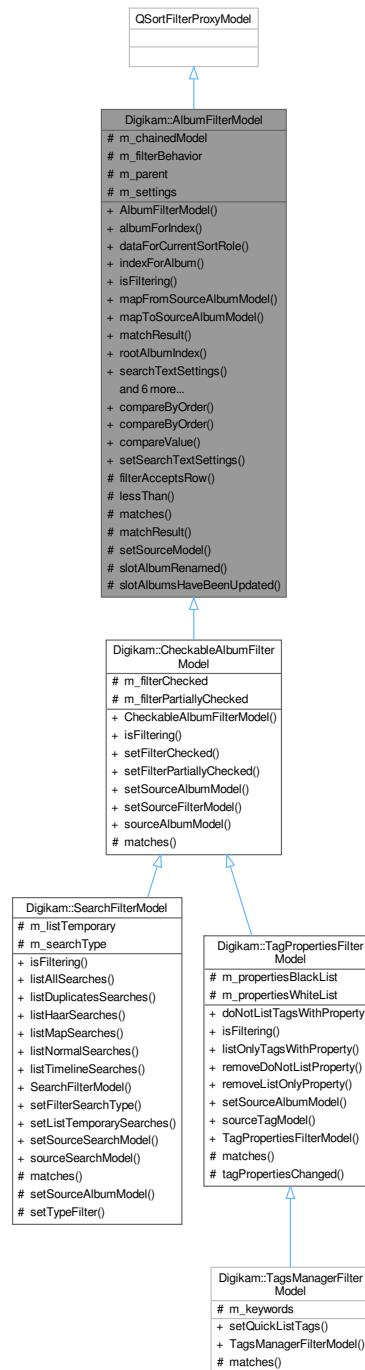 QSortFilterProxyModel
Digikam::AlbumFilterModel
# m_chainedModel
# m_filterBehavior
# m_parent
# m_settings
+ AlbumFilterModel()
+ albumForIndex()
+ dataForCurrentSortRole()
+ indexForAlbum()
+ isFiltering()
+ mapFromSourceAlbumModel()
+ mapToSourceAlbumModel()
+ matchResult()
+ rootAlbumIndex()
+ searchTextSettings()
and 6 more...
+ compareByOrder()
+ compareByOrder()
+ compareValue()
+ setSearchTextSettings()
# filterAcceptsRow()
# lessThan()
# matches()
# matchResult()
# setSourceModel()
# slotAlbumRenamed()
# slotAlbumsHaveBeenUpdated()
Digikam::CheckableAlbumFilter
Model
# m_filterChecked
# m_filterPartiallyChecked
+ CheckableAlbumFilterModel()
+ isFiltering()
+ setFilterChecked()
+ setFilterPartiallyChecked()
+ setSourceAlbumModel()
+ setSourceFilterModel()
+ sourceAlbumModel()
# matches()
Digikam::SearchFilterModel
# m_listTemporary
# m_searchType
+ isFiltering()
+ listAllSearches()
+ listDuplicatesSearches()
+ listHaarSearches()
+ listMapSearches()
+ listNormalSearches()
+ listTimelineSearches()
+ SearchFilterModel()
+ setFilterSearchType()
+ setListTemporarySearches()
+ setSourceSearchModel()
+ sourceSearchModel()
# matches()
# setSourceAlbumModel()
# setTypeFilter()
Digikam::TagPropertiesFilter
Model
# m_propertiesBlackList
# m_propertiesWhiteList
+ doNotListTagsWithProperty
+ isFiltering()
+ listOnlyTagsWithProperty()
+ removeDoNotListProperty()
+ removeListOnlyProperty()
+ setSourceAlbumModel()
+ sourceTagModel()
+ TagPropertiesFilterModel()
# matches()
# tagPropertiesChanged()
Digikam::TagsManagerFilter
Model
# m_keywords
+ setQuickListTags()
+ TagsManagerFilterModel()
# matches()